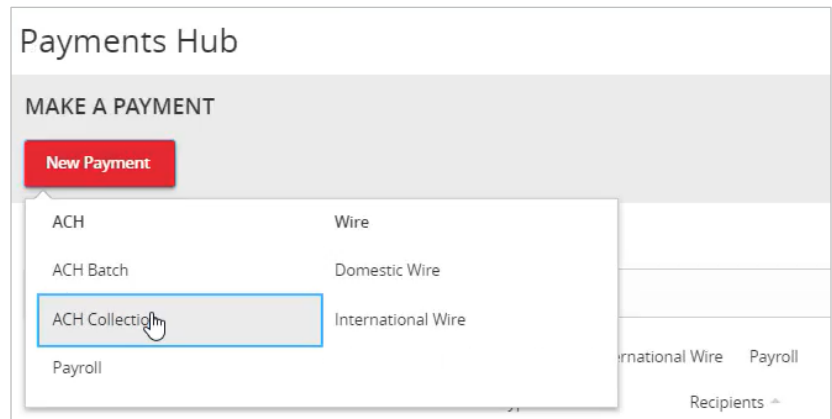 Payments Hub
MAKE A PAYMENT
New Payment
ACH Wire
ACH Batch Domestic Wire
ACH Collection International Wire
Payroll
Wire Payroll
Recipients